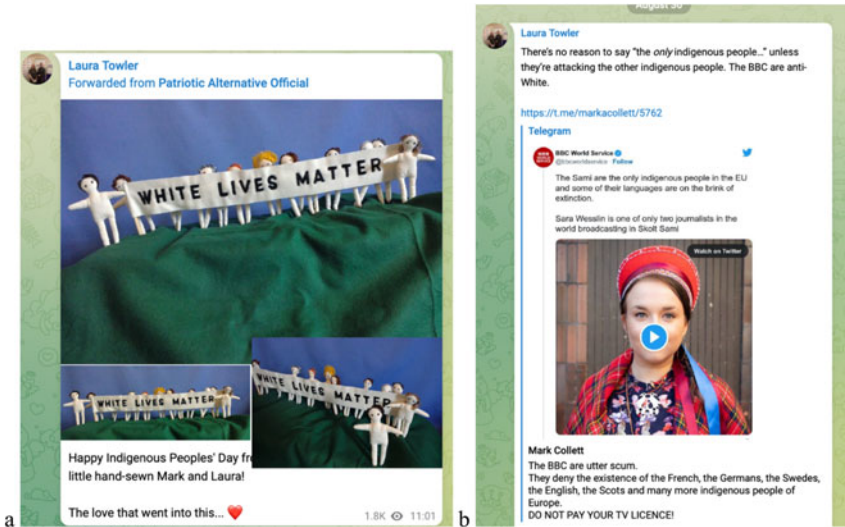 Laura Towler
Forwarded from Patriotic Alternative Official
WHITE LIVES MATTER
WHITE LIVES MATTER
WHITE LIVES MATTER
Happy Indigenous Peoples' Day
little hand-sewn Mark and Laura!
The love that went into this... ❤️
1.8K 11:01
a
August 30
Laura Towler
There's no reason to say "the only indigenous people..." unless
they're attacking the other indigenous people. The BBC are anti-
White.
https://t.me/markacollett/5762
Telegram
BBC World Service
@bbcworldservice Follow
The Sami are the only indigenous people in the EU
and some of their languages are on the brink of
extinction.
Sara Wesslin is one of only two journalists in the
world broadcasting in Skolt Sami
Watch on Twitter
Mark Collett
The BBC are utter scum.
They deny the existence of the French, the Germans, the Swedes,
the English, the Scots and many more indigenous people of
Europe.
DO NOT PAY YOUR TV LICENCE!
b